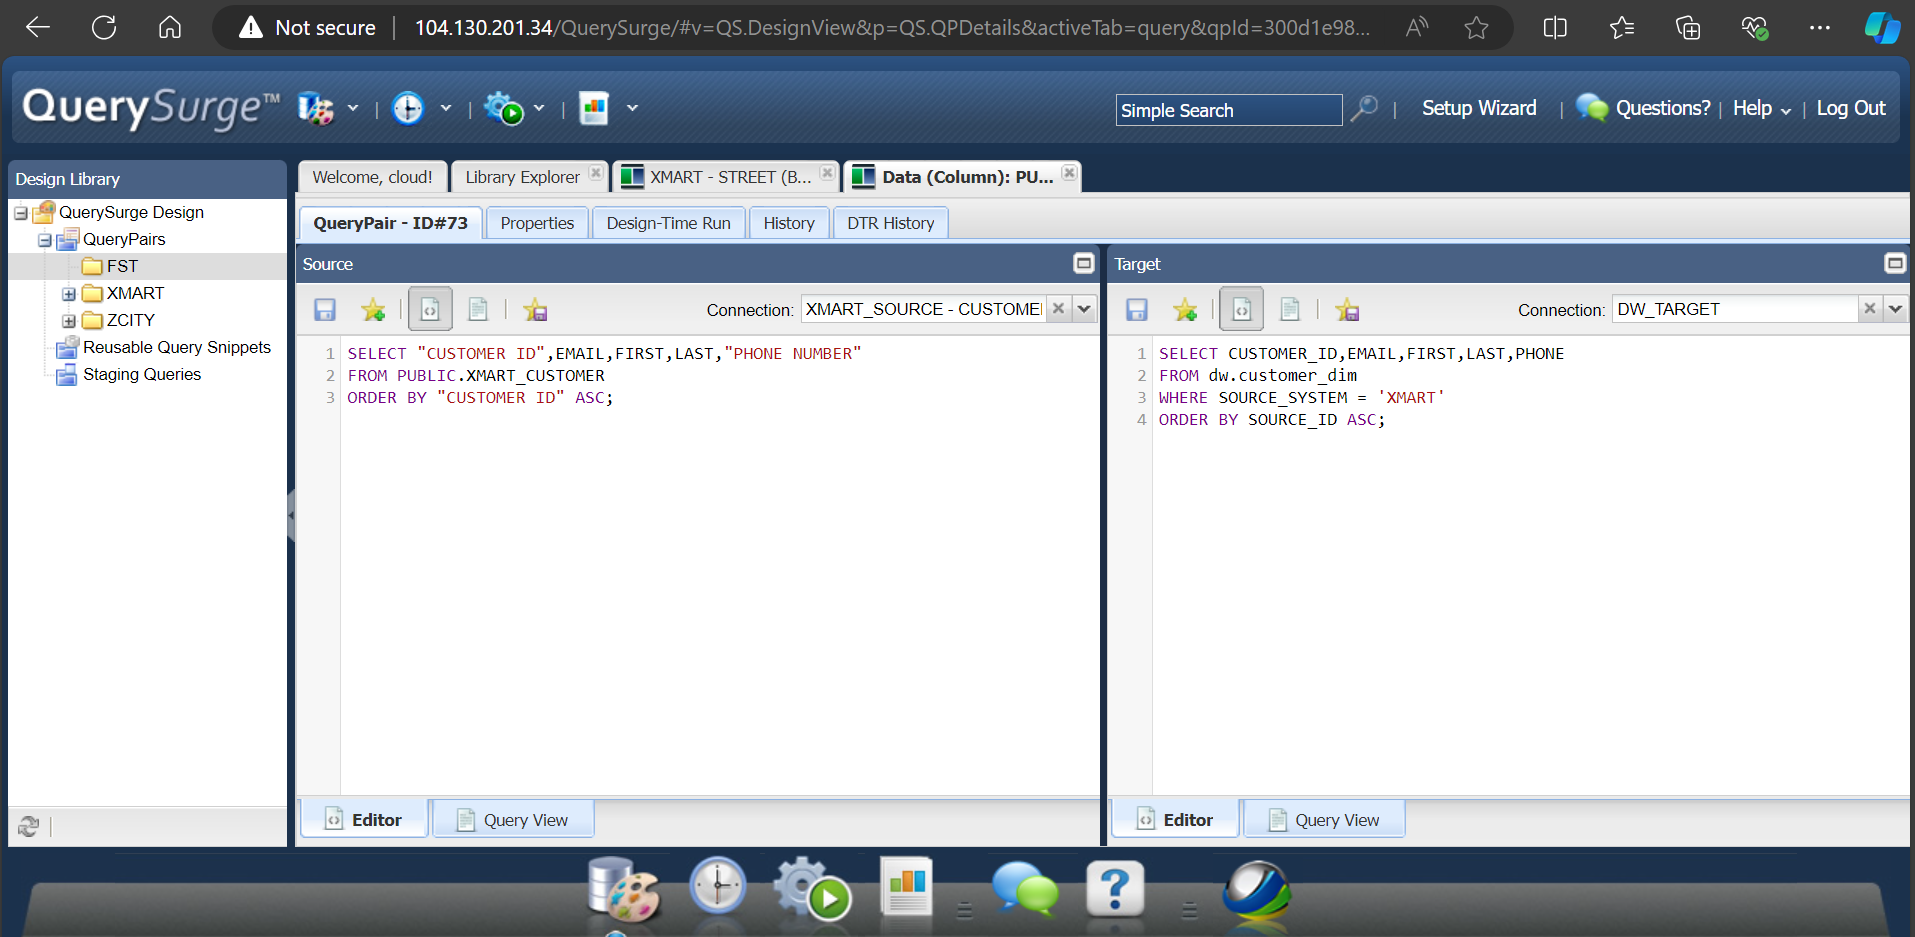 Not secure
104.130.201.34/QuerySurge/#v=QS.DesignView&p=QS.QPDetails&activeTab=query&qpId=300d1e98...
QuerySurge™
Simple Search
Setup Wizard
Questions?
Help
Log Out
Design Library
QuerySurge Design
QueryPairs
FST
XMART
ZCITY
Reusable Query Snippets
Staging Queries
Welcome, cloud!
Library Explorer
XMART - STREET (B...
Data (Column): PU...
QueryPair - ID#73
Properties
Design-Time Run
History
DTR History
Source
Connection: XMART_SOURCE - CUSTOME
1 SELECT "CUSTOMER ID",EMAIL,FIRST,LAST,"PHONE NUMBER"
2 FROM PUBLIC.XMART_CUSTOMER
3 ORDER BY "CUSTOMER ID" ASC;
Editor
Query View
Target
Connection: DW_TARGET
1 SELECT CUSTOMER_ID,EMAIL,FIRST,LAST,PHONE
2 FROM dw.customer_dim
3 WHERE SOURCE_SYSTEM = 'XMART'
4 ORDER BY SOURCE_ID ASC;
Editor
Query View